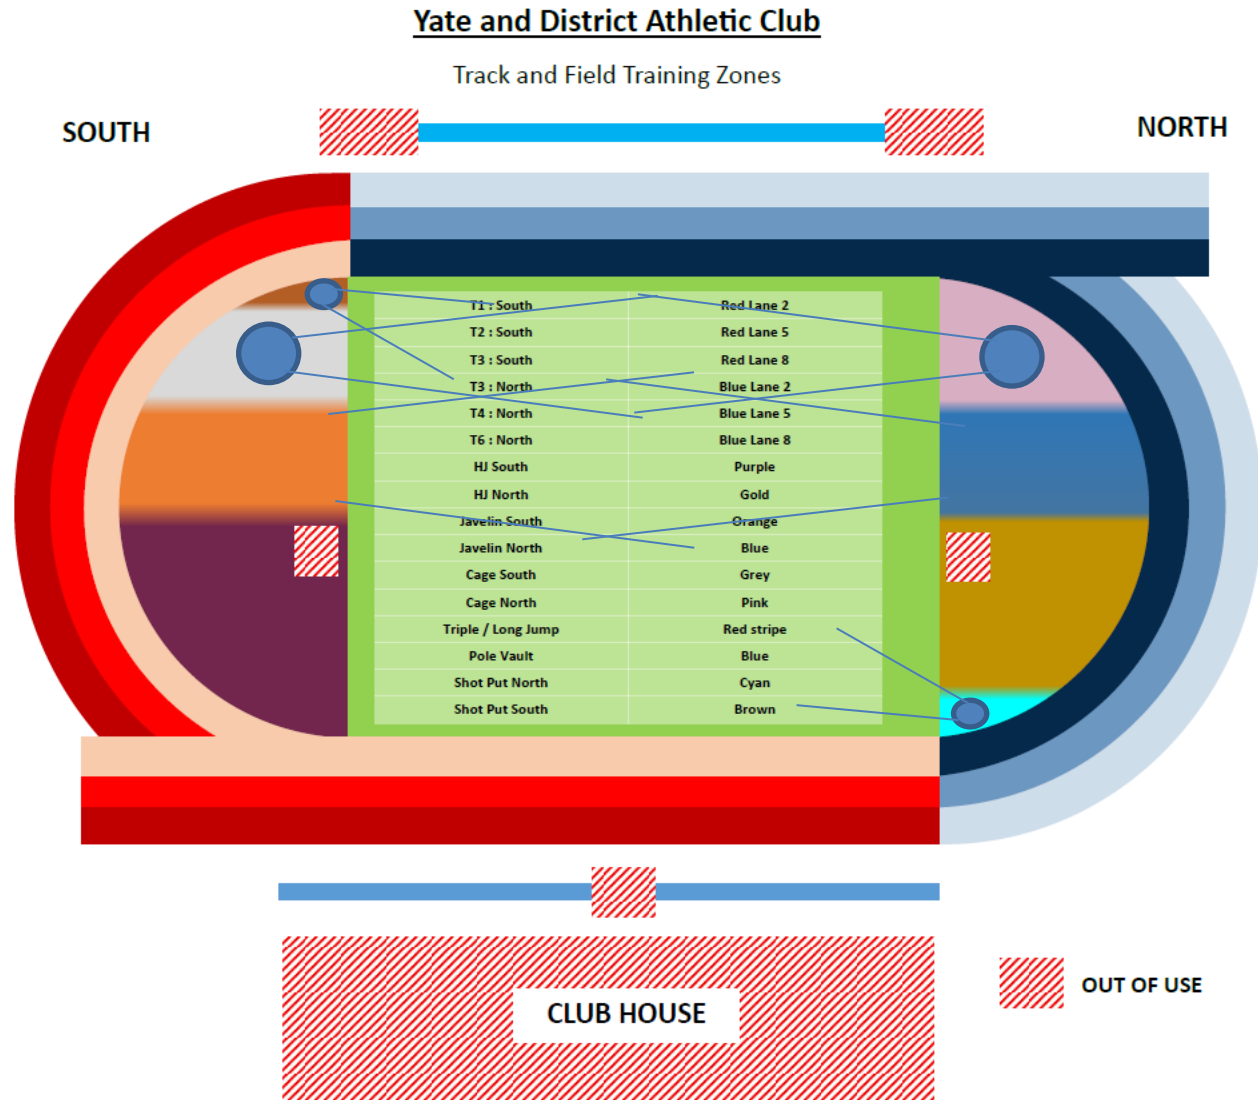 Yate and District Athletic Club
Track and Field Training Zones
SOUTH
NORTH
T1 : South Red Lane 2
T2 : South Red Lane 5
T3 : South Red Lane 8
T3 : North Blue Lane 2
T4 : North Blue Lane 5
T6 : North Blue Lane 8
HJ South Purple
HJ North Gold
Javelin South Orange
Javelin North Blue
Cage South Grey
Cage North Pink
Triple / Long Jump Red stripe
Pole Vault Blue
Shot Put North Cyan
Shot Put South Brown
OUT OF USE
CLUB HOUSE